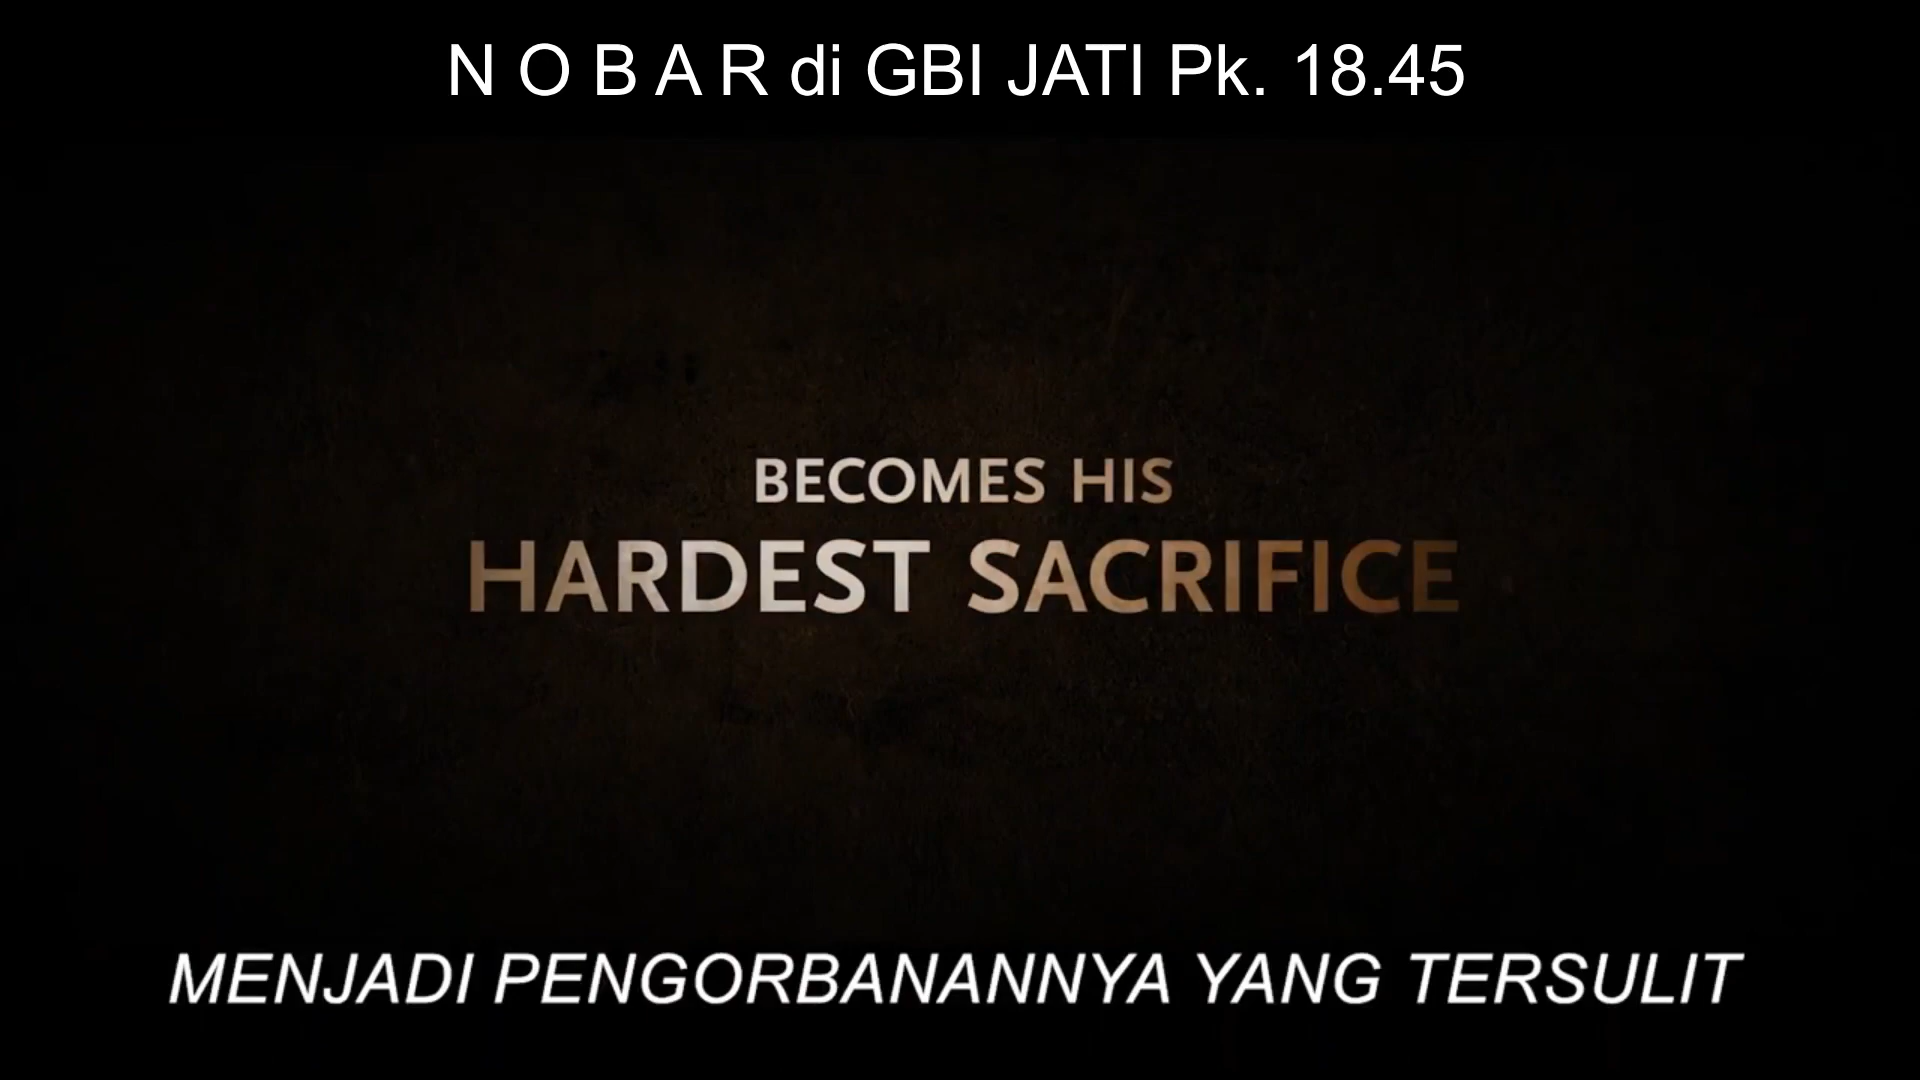 N O B A R di GBI JATI Pk. 18.45
BECOMES HIS
HARDEST SACRIFICE
MENJADI PENGORBANANNYA YANG TERSULIT